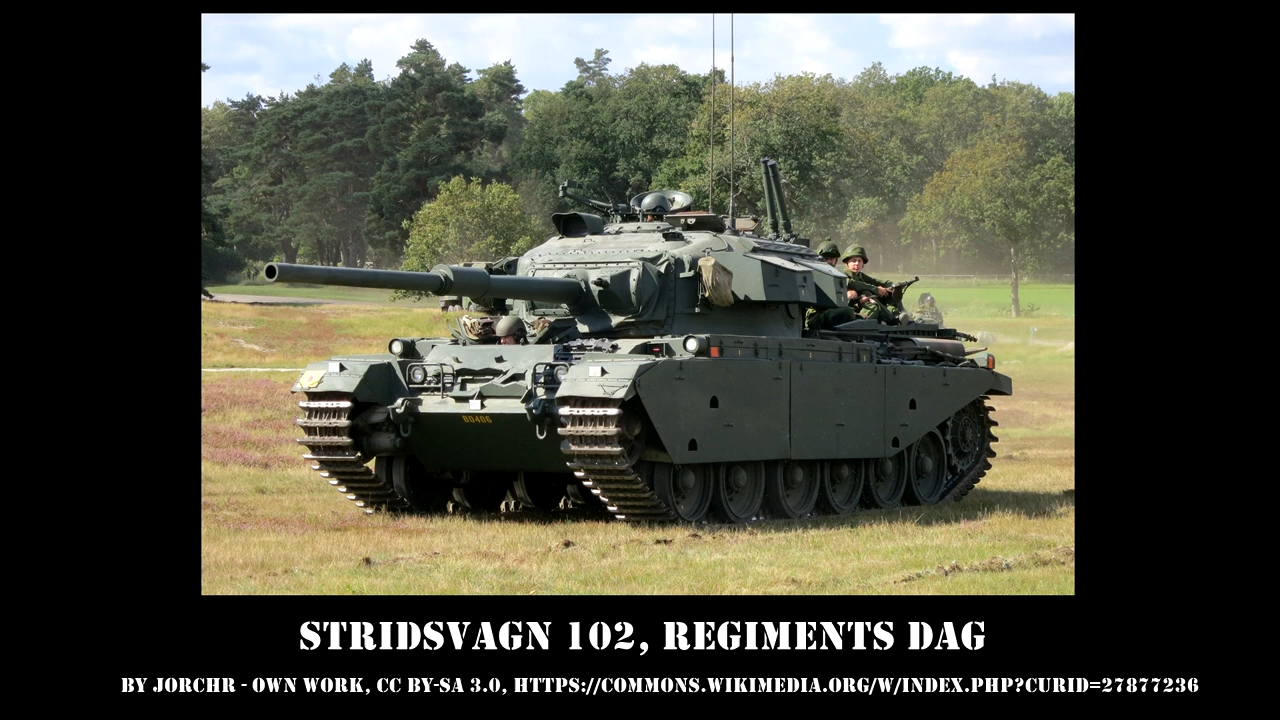 80406
STRIDSVAGN 102, REGIMENTS DAG
BY JORCHR - OWN WORK, CC BY-SA 3.0, HTTPS://COMMONS.WIKIMEDIA.ORG/W/INDEX.PHP?CURID=27877236